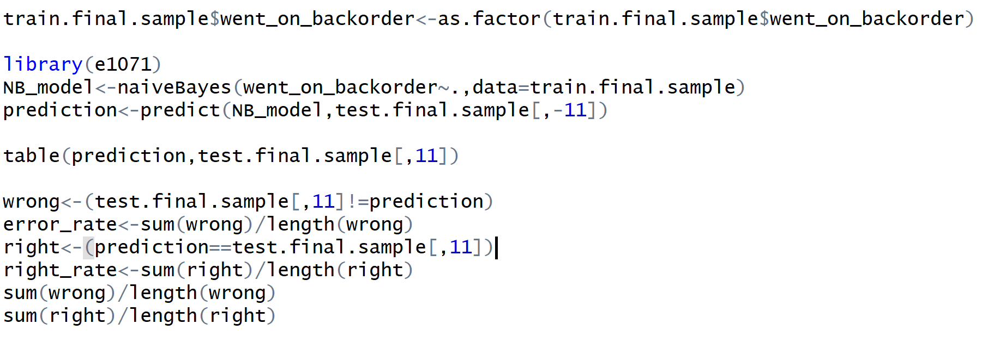 train.final.sample$went_on_backorder<-as.factor(train.final.sample$went_on_backorder)
library(e1071)
NB_model<-naiveBayes(went_on_backorder~.,data=train.final.sample)
prediction<-predict(NB_model,test.final.sample[,-11])
table(prediction,test.final.sample[,11])
wrong<-(test.final.sample[,11]!=prediction)
error_rate<-sum(wrong)/length(wrong)
right<-(prediction==test.final.sample[,11])
right_rate<-sum(right)/length(right)
sum(wrong)/length(wrong)
sum(right)/length(right)